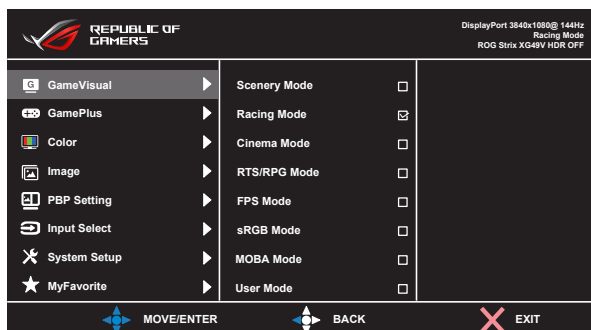 REPUBLIC OF
GAMERS
DisplayPort 3840x1080@ 144Hz
Racing Mode
ROG Strix XG49V HDR OFF
G GameVisual
GamePlus
Color
Image
PBP Setting
Input Select
System Setup
MyFavorite
Scenery Mode
Racing Mode
Cinema Mode
RTS/RPG Mode
FPS Mode
sRGB Mode
MOBA Mode
User Mode
MOVE/ENTER
BACK
EXIT